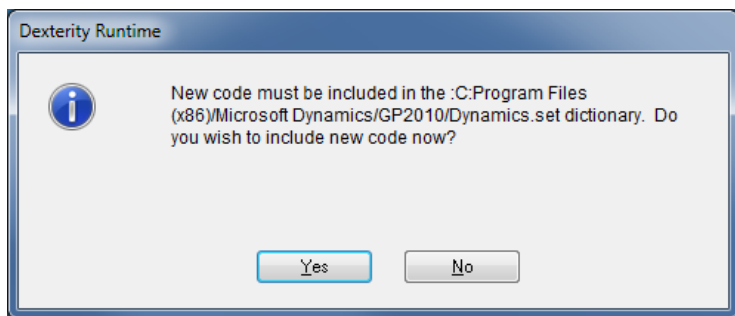 Dexterity Runtime
New code must be included in the :C:Program Files
(x86)/Microsoft Dynamics/GP2010/Dynamics.set dictionary.  Do
you wish to include new code now?
Yes
No